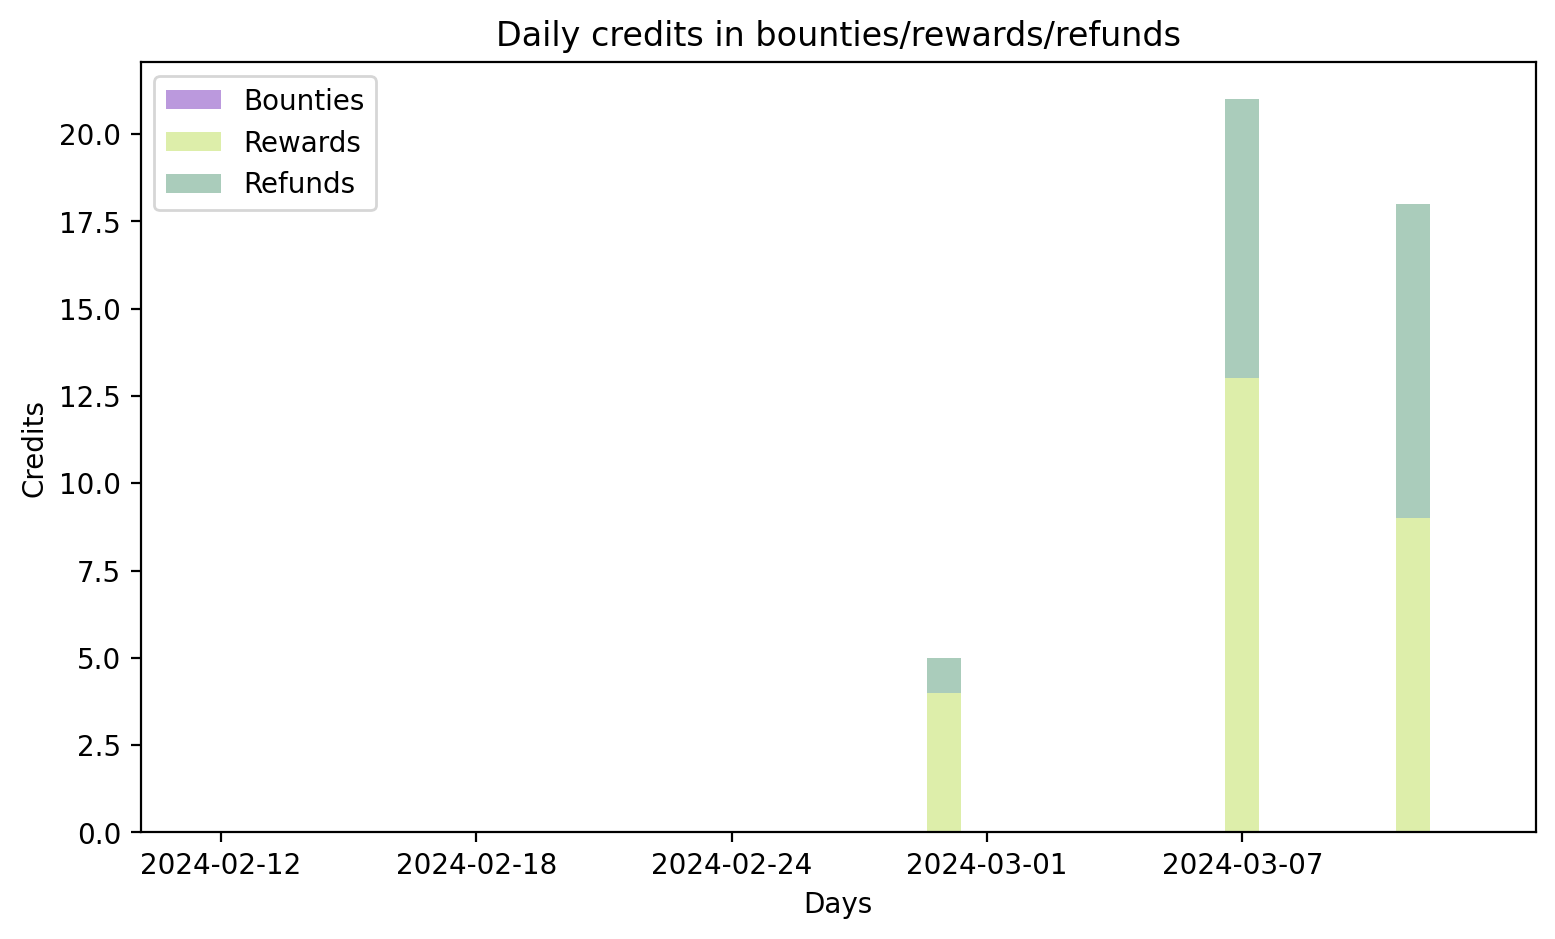 Daily credits in bounties/rewards/refunds
Bounties
Rewards
Refunds
20.0
17.5
15.0
12.5
10.0
7.5
5.0
2.5
0.0
Credits
2024-02-12 2024-02-18 2024-02-24 2024-03-01 2024-03-07
Days